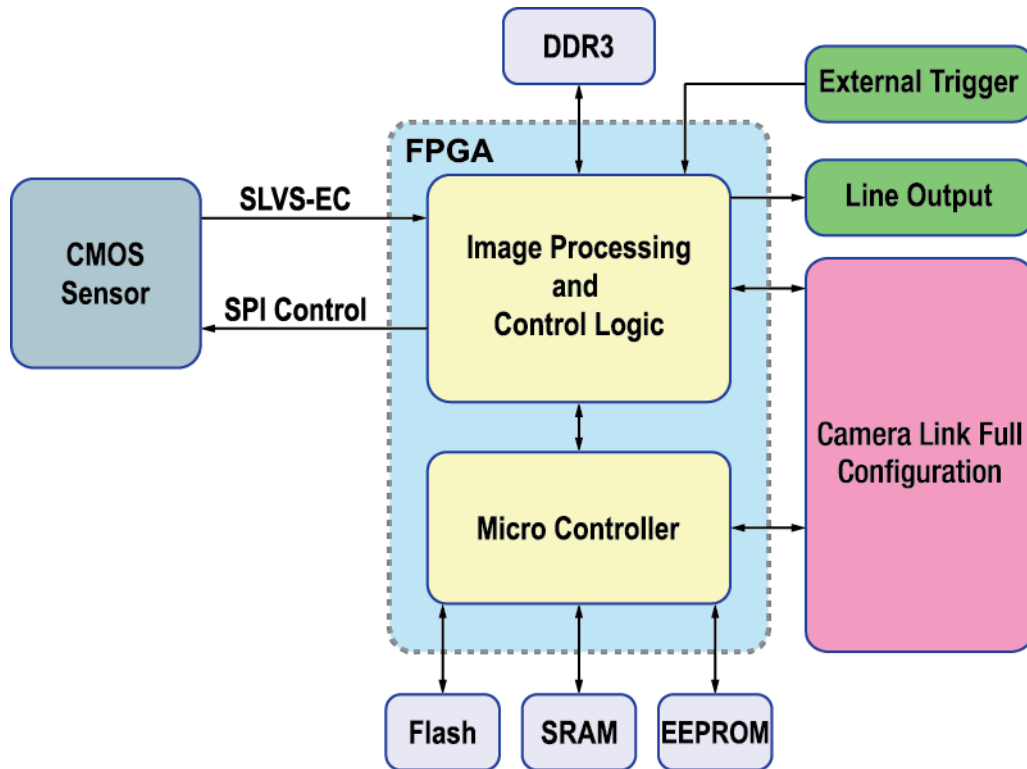 DDR3
External Trigger
FPGA
Line Output
SLVS-EC
CMOS
Sensor
Image Processing
and
Control Logic
SPI Control
Camera Link Full
Configuration
Micro Controller
Flash
SRAM
EEPROM